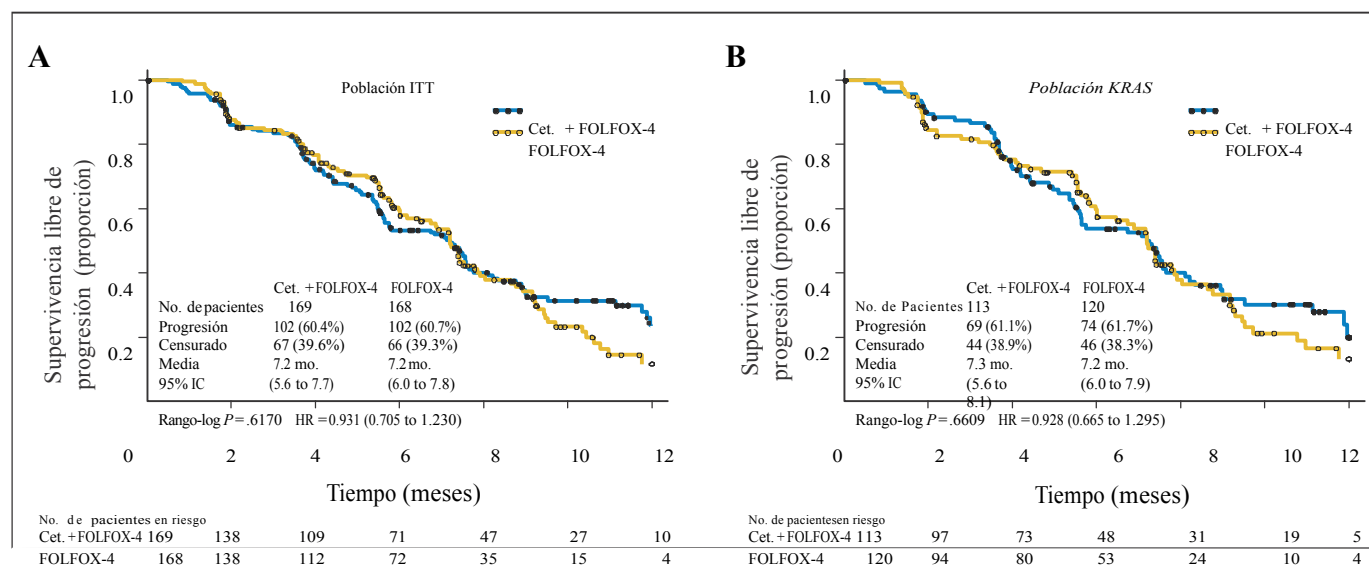 A
Población ITT
Cet. + FOLFOX-4
FOLFOX-4
Supervivencia libre de
progresión (proporción)
1.0
0.8
0.6
0.4
0.2
Cet. +FOLFOX-4 FOLFOX-4
No. de pacientes 169 168
Progresión 102 (60.4%) 102 (60.7%)
Censurado 67 (39.6%) 66 (39.3%)
Media 7.2 mo. 7.2 mo.
95% IC (5.6 to 7.7) (6.0 to 7.8)
Rango-log P = .6170 HR = 0.931 (0.705 to 1.230)
0 2 4 6 8 10 12
Tiempo (meses)
No. de pacientes en riesgo
Cet. +FOLFOX-4 169 138 109 71 47 27 10
FOLFOX-4 168 138 112 72 35 15 4
B
Población KRAS
Cet. + FOLFOX-4
FOLFOX-4
Supervivencia libre de
progresión (proporción)
1.0
0.8
0.6
0.4
0.2
Cet. +FOLFOX-4 FOLFOX-4
No. de Pacientes 113 120
Progresión 69 (61.1%) 74 (61.7%)
Censurado 44 (38.9%) 46 (38.3%)
Media 7.3 mo. 7.2 mo.
95% IC (5.6 (6.0 to 7.9)
8.1)
Rango-log P = .6609 HR = 0.928 (0.665 to 1.295)
0 2 4 6 8 10 12
Tiempo (meses)
No. de pacientesen riesgo
Cet. +FOLFOX-4 113 97 73 48 31 19 5
FOLFOX-4 120 94 80 53 24 10 4